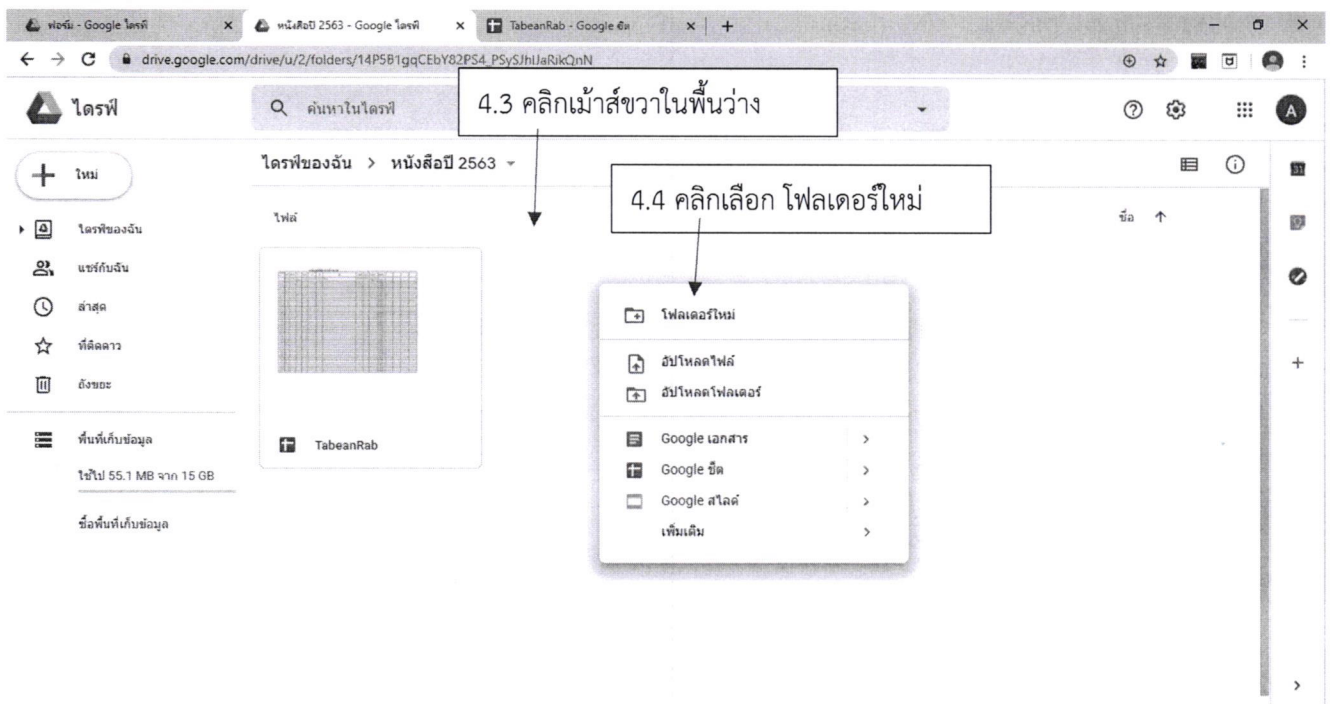 ฟอร์ม - Google ไดรฟ์
หนังสือปี 2563 - Google ไดรฟ์
TabeanRab - Google ชีต
drive.google.com/drive/u/2/folders/14P5B1gqCEbY82PS4_PSySJhIJaRikQnN
4.3 คลิกเม้าส์ขวาในพื้นว่าง
ไดรฟ์
ค้นหาในไดรฟ์
A
ใหม่
ไดรฟ์ของฉัน > หนังสือปี 2563
4.4 คลิกเลือก โฟลเดอร์ใหม่
31
ไฟล์
ชื่อ
ไดรฟ์ของฉัน
แชร์กับฉัน
ล่าสุด
ที่ติดดาว
ถังขยะ
พื้นที่เก็บข้อมูล
ใช้ไป 55.1 MB จาก 15 GB
ซื้อพื้นที่เก็บข้อมูล
TabeanRab
โฟลเดอร์ใหม่
อัปโหลดไฟล์
อัปโหลดโฟลเดอร์
Google เอกสาร
Google ชีต
Google สไลด์
เพิ่มเติม